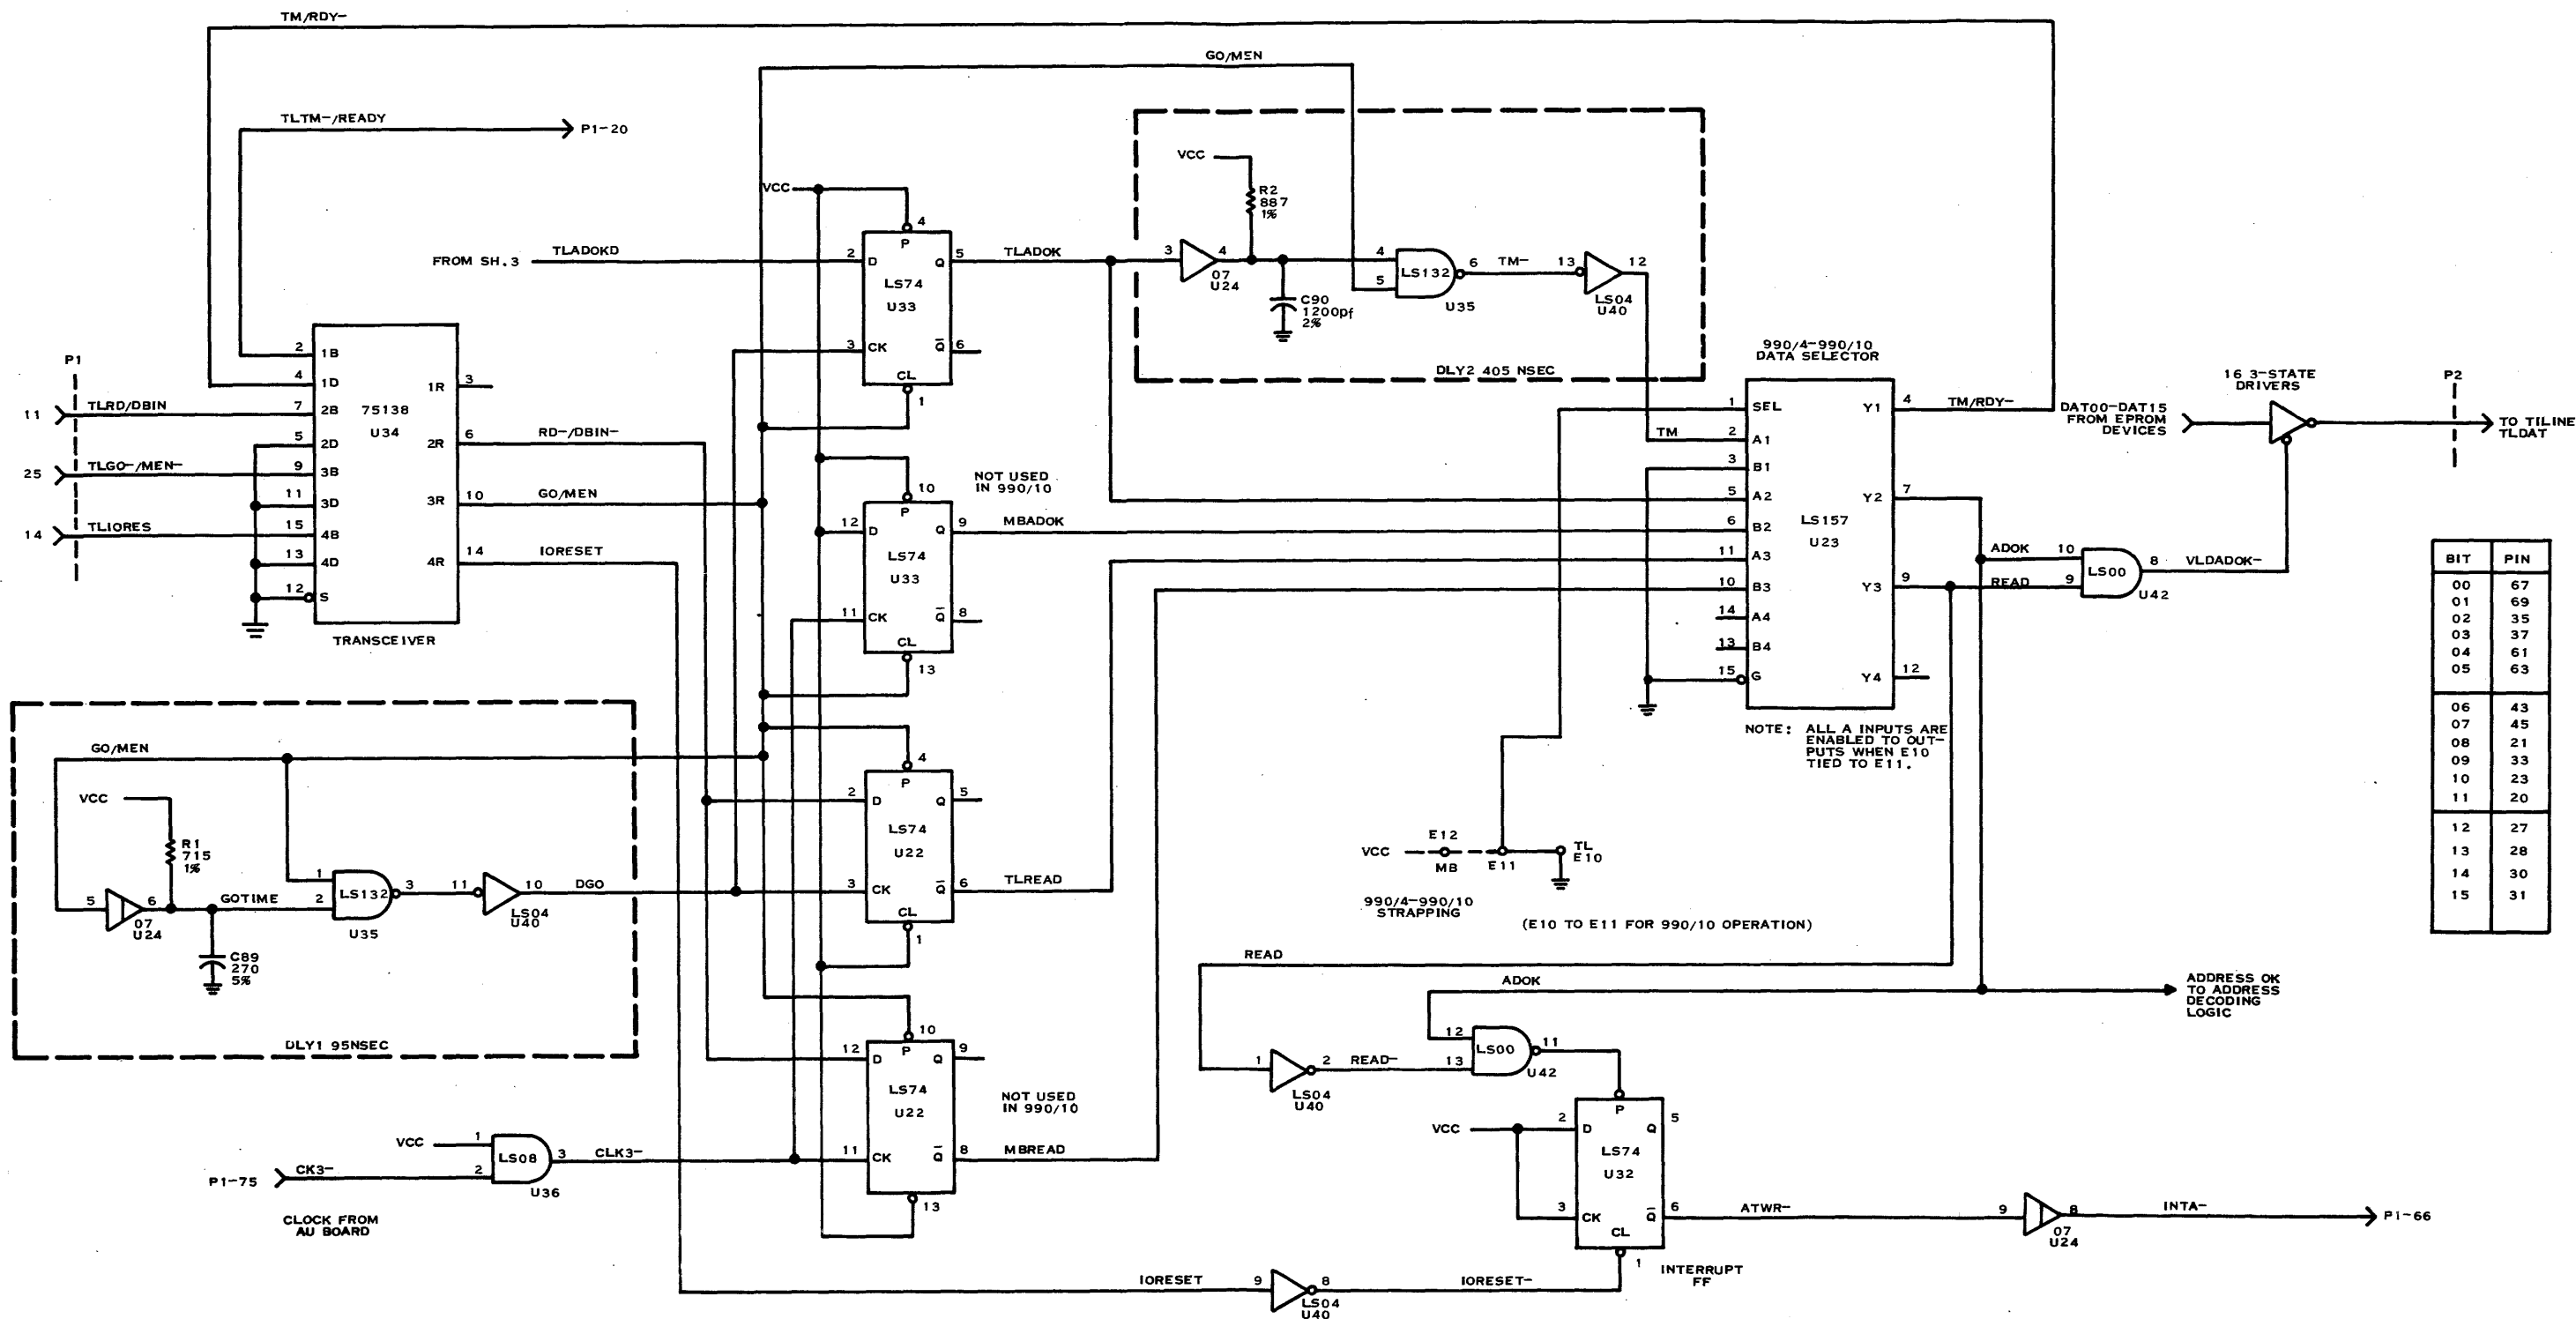 TM/RDY-
GO/MEN
TLTM-/READY
P1-20
VCC
R2
887
1%
3
4
07
U24
C90
1200pf
2%
4
5
LS132
6
U35
TM-
13
12
LS04
U40
DLY2 405 NSEC
VCC
FROM SH.3
TLADOKD
4
P
2
D
Q
5
TLADOK
LS74
U33
3
CK
Q
6
CL
1
P1
11
TLRD/DBIN
25
TLGO-/MEN-
14
TLIORES
2
1B
4
1D
1R
3
7
2B
75138
U34
5
2D
2R
6
RD-/DBIN-
9
3B
11
3D
3R
10
GO/MEN
15
4B
13
4D
4R
14
IORESET
12
S
TRANSCEIVER
NOT USED
IN 990/10
10
P
12
D
Q
9
MBADOK
LS74
U33
11
CK
Q
8
CL
13
990/4-990/10
DATA SELECTOR
1
SEL
Y1
4
TM/RDY-
TM
2
A1
3
B1
5
A2
Y2
7
6
B2
LS157
U23
11
A3
10
B3
Y3
9
14
A4
13
B4
15
G
Y4
12
NOTE: ALL A INPUTS ARE
ENABLED TO OUT-
PUTS WHEN E10
TIED TO E11.
16 3-STATE
DRIVERS
P2
DAT00-DAT15
FROM EPROM
DEVICES
TO TILINE
TLDAT
ADOK
10
READ
9
LS00
8
U42
VLDADOK-
BIT PIN
00 67
01 69
02 35
03 37
04 61
05 63
06 43
07 45
08 21
09 33
10 23
11 20
12 27
13 28
14 30
15 31
GO/MEN
VCC
R1
715
1%
5
6
07
U24
GOTIME
C89
270
5%
1
2
LS132
3
U35
11
10
LS04
U40
DGO
DLY1 95NSEC
4
P
2
D
Q
5
LS74
U22
3
CK
Q
6
TLREAD
CL
1
10
P
12
D
Q
9
LS74
U22
NOT USED
IN 990/10
11
CK
Q
8
MBREAD
13
VCC
1
P1-75
CK3-
2
LS08
3
U36
CLK3-
CLOCK FROM
AU BOARD
VCC
E12
MB
E11
TL
E10
990/4-990/10
STRAPPING
(E10 TO E11 FOR 990/10 OPERATION)
READ
ADOK
ADDRESS OK
TO ADDRESS
DECODING
LOGIC
1
2
READ-
LS04
U40
12
13
LS00
11
U42
P
VCC
2
D
Q
5
LS74
U32
3
CK
Q
6
CL
1
INTERRUPT
FF
ATWR-
9
8
07
U24
INTA-
P1-66
IORESET
9
8
IORESET-
LS04
U40